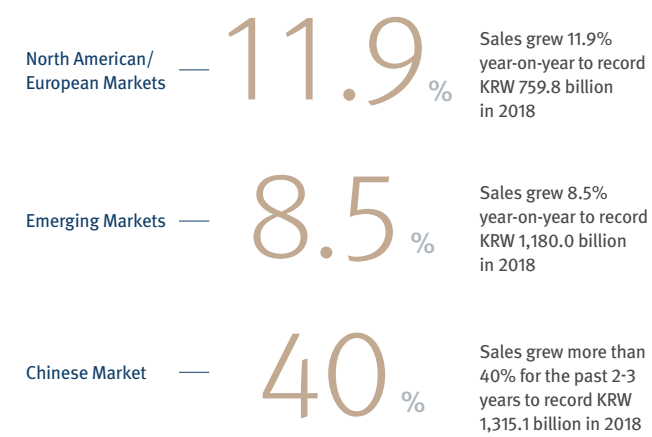 North American/
European Markets
11.9%
Sales grew 11.9%
year-on-year to record
KRW 759.8 billion
in 2018
Emerging Markets
8.5%
Sales grew 8.5%
year-on-year to record
KRW 1,180.0 billion
in 2018
Chinese Market
40%
Sales grew more than
40% for the past 2-3
years to record KRW
1,315.1 billion in 2018